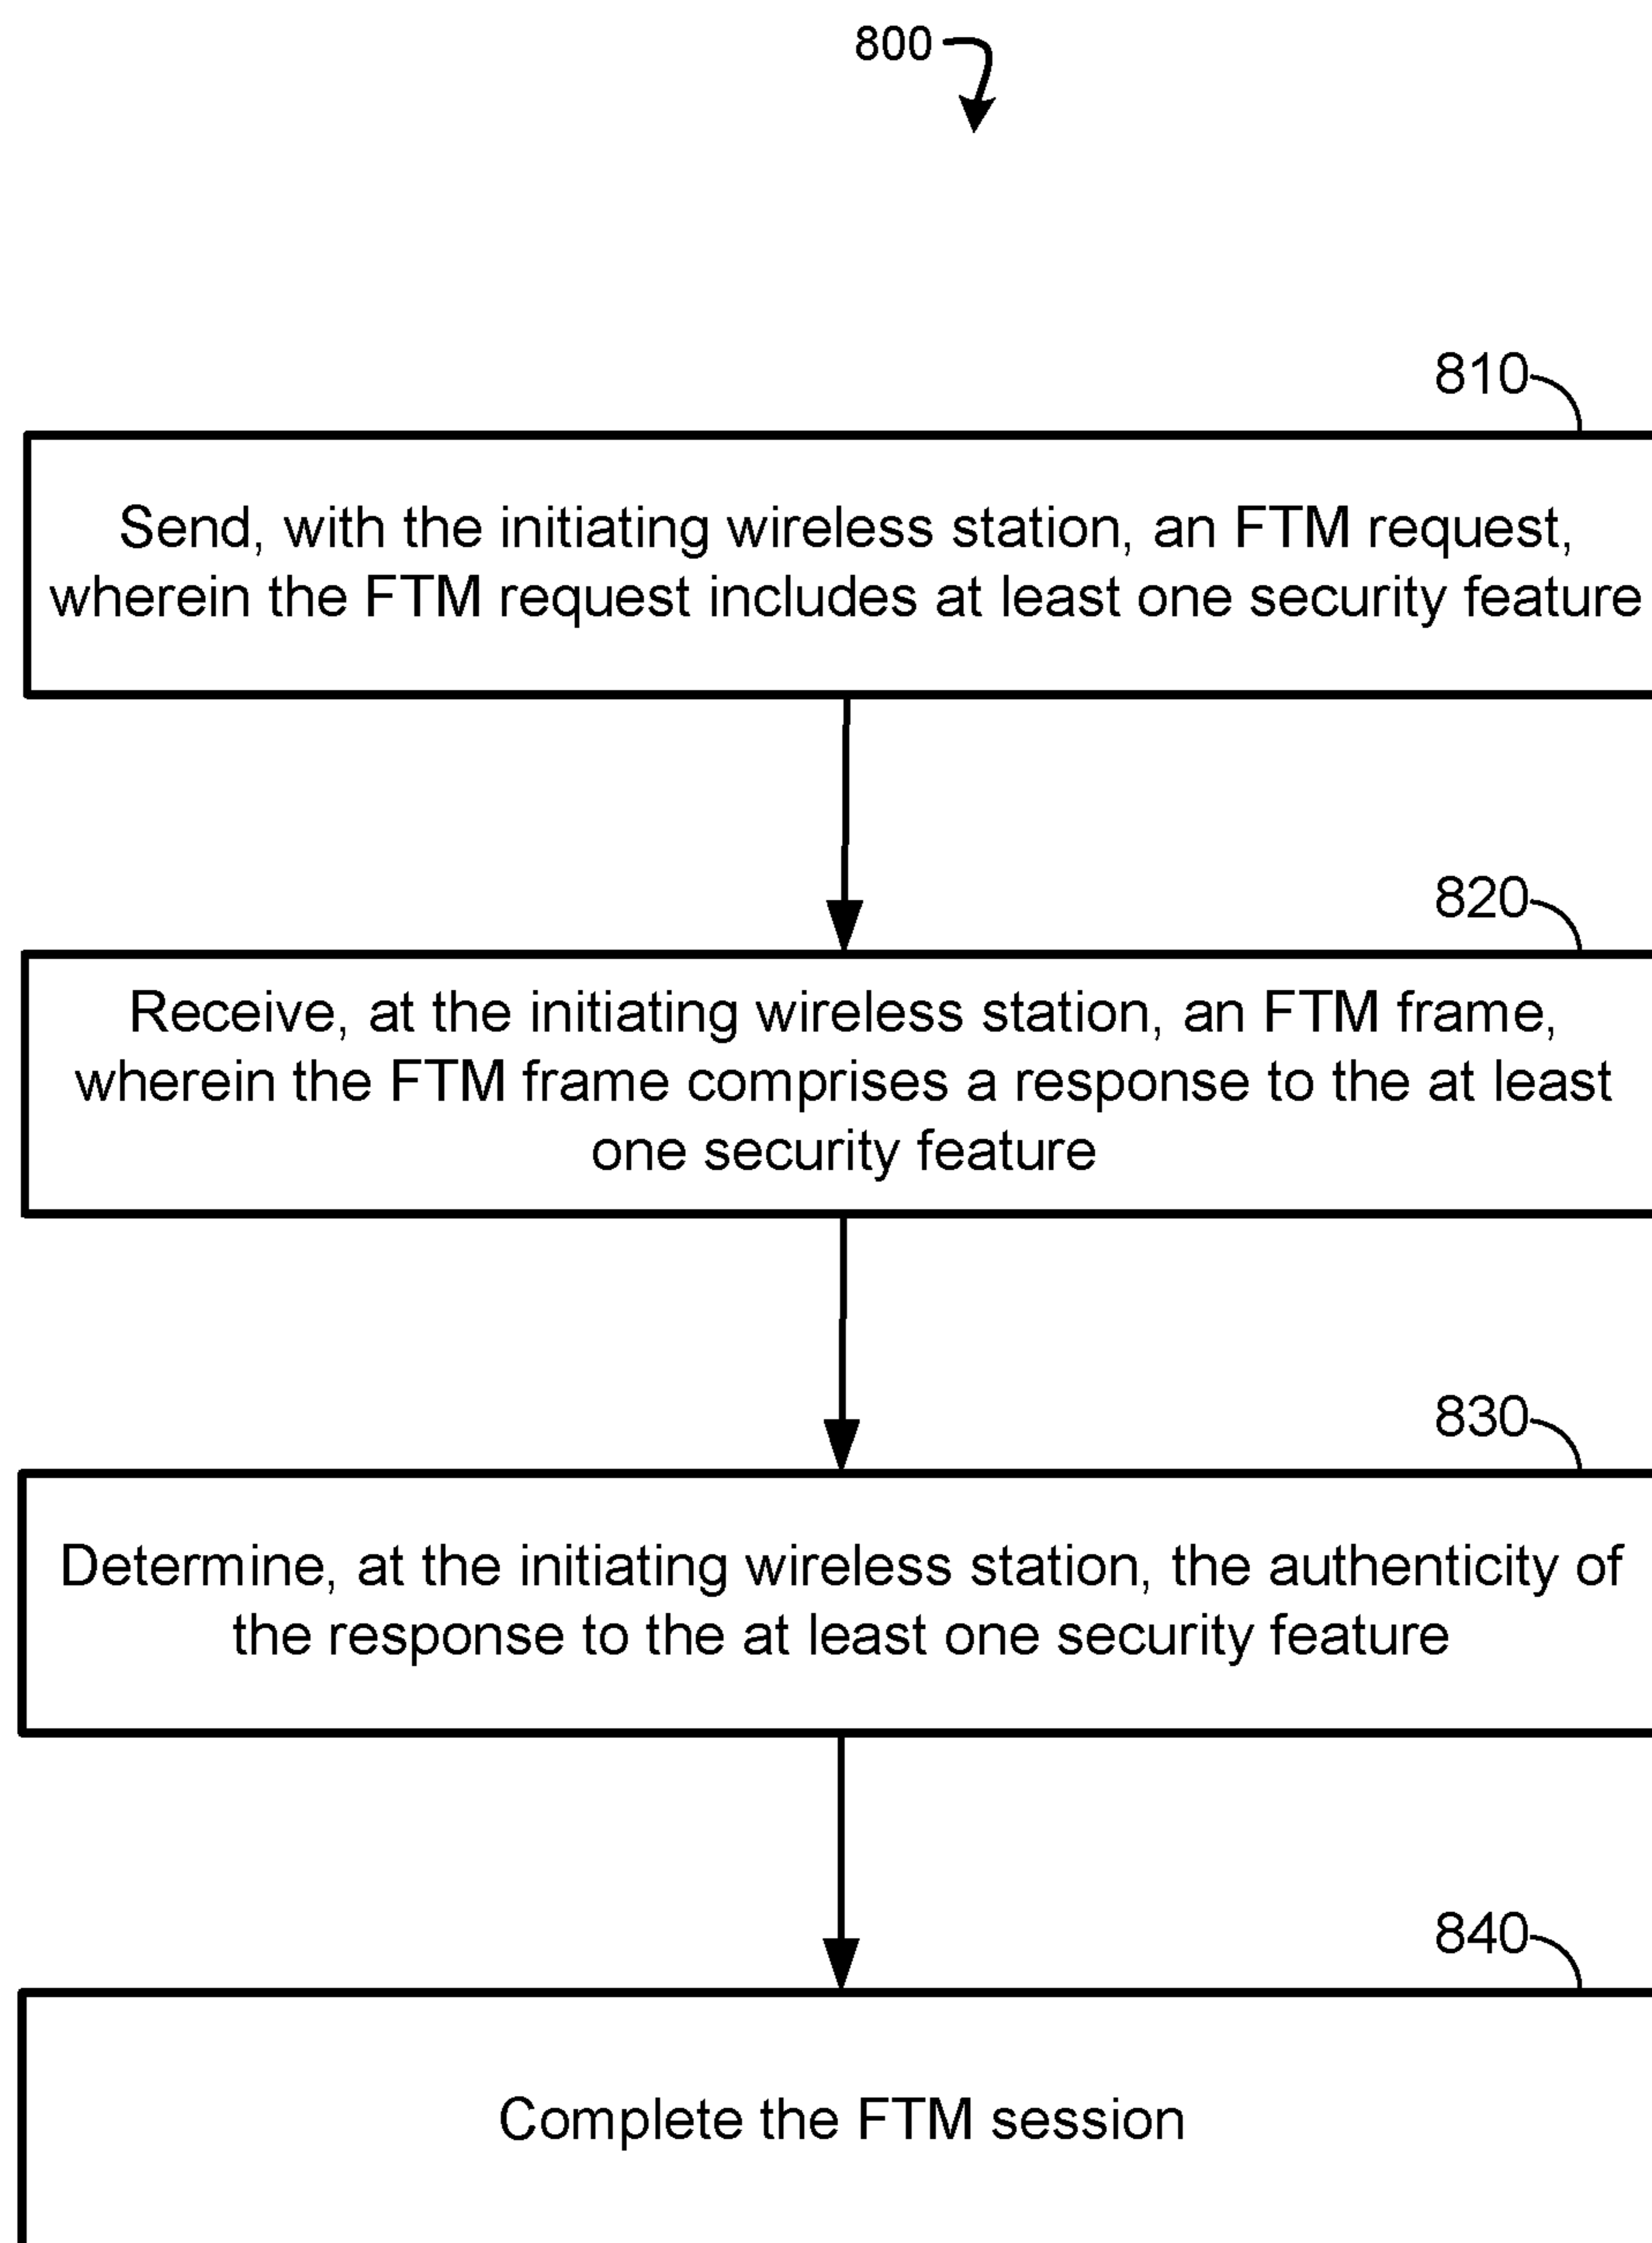 800
810
Send, with the initiating wireless station, an FTM request,
wherein the FTM request includes at least one security feature
820
Receive, at the initiating wireless station, an FTM frame,
wherein the FTM frame comprises a response to the at least
one security feature
830
Determine, at the initiating wireless station, the authenticity of
the response to the at least one security feature
840
Complete the FTM session